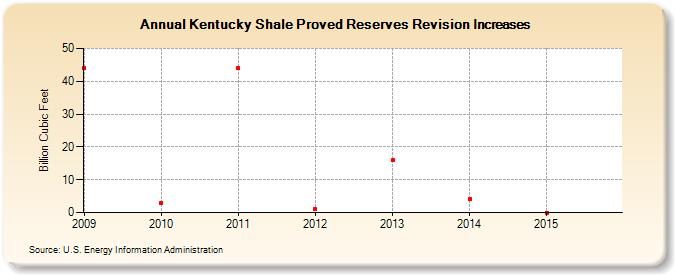 Annual Kentucky Shale Proved Reserves Revision Increases
Billion Cubic Feet
50
40
30
20
10
0
2009 2010 2011 2012 2013 2014 2015
Source: U.S. Energy Information Administration